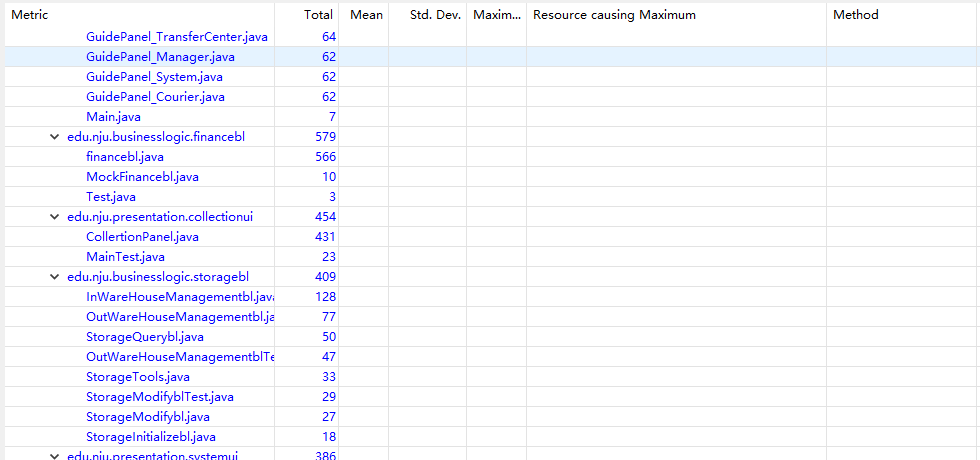 Metric Total Mean Std. Dev. Maxim... Resource causing Maximum Method
GuidePanel_TransferCenter.java 64
GuidePanel_Manager.java 62
GuidePanel_System.java 62
GuidePanel_Courier.java 62
Main.java 7
edu.nju.businesslogic.financebl 579
financebl.java 566
MockFinancebl.java 10
Test.java 3
edu.nju.presentation.collectionui 454
CollertionPanel.java 431
MainTest.java 23
edu.nju.businesslogic.storagebl 409
InWareHouseManagementbl.java 128
OutWareHouseManagementbl.ja 77
StorageQuerybl.java 50
OutWareHouseManagementblTe 47
StorageTools.java 33
StorageModifyblTest.java 29
StorageModifybl.java 27
StorageInitializebl.java 18
edu.nju.presentation.systemui 386